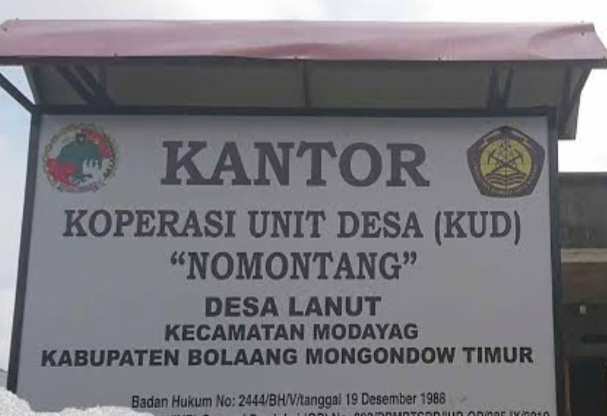 KANTOR
KOPERASI UNIT DESA (KUD)
“NOMONTANG”
DESA LANUT
KECAMATAN MODAYAG
KABUPATEN BOLAANG MONGONDOW TIMUR
Badan Hukum No: 2444/BH/V/tanggal 19 Desember 1988